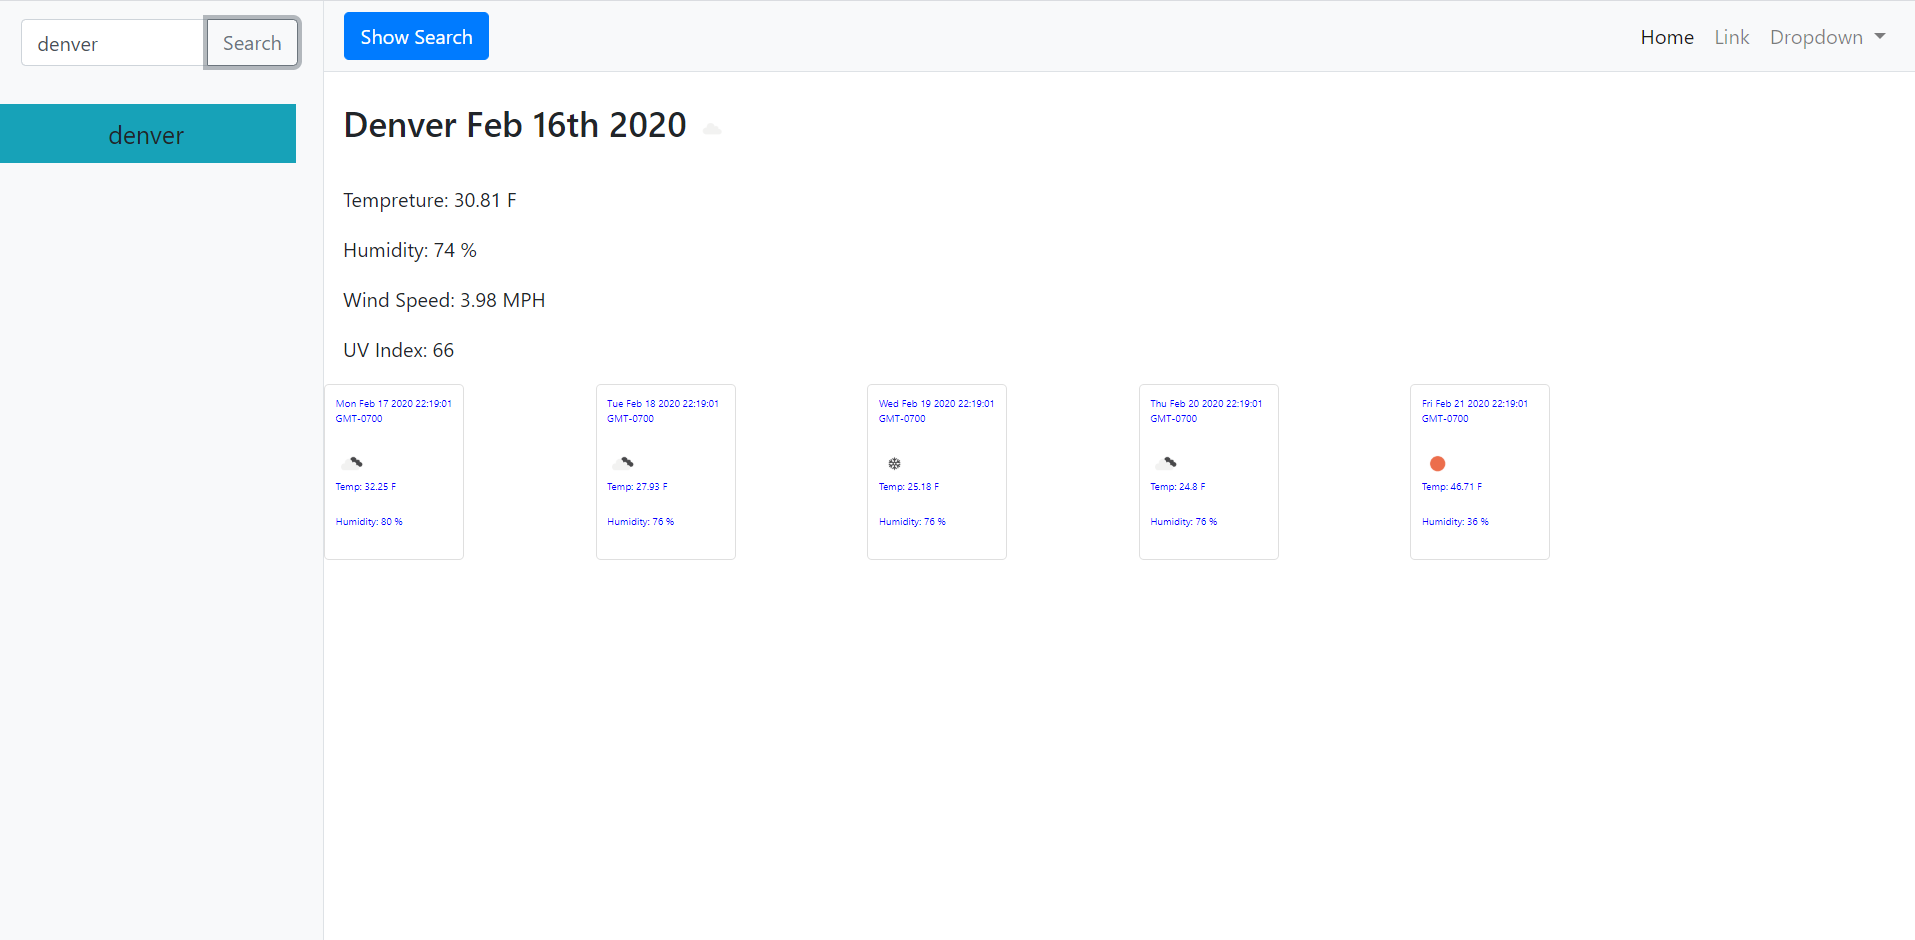 denver
Search
Show Search
Home
Link
Dropdown
denver
Denver Feb 16th 2020
Tempreture: 30.81 F
Humidity: 74 %
Wind Speed: 3.98 MPH
UV Index: 66
Mon Feb 17 2020 22:19:01
GMT-0700
Temp: 32.25 F
Humidity: 80 %
Tue Feb 18 2020 22:19:01
GMT-0700
Temp: 27.93 F
Humidity: 76 %
Wed Feb 19 2020 22:19:01
GMT-0700
Temp: 25.18 F
Humidity: 76 %
Thu Feb 20 2020 22:19:01
GMT-0700
Temp: 24.8 F
Humidity: 76 %
Fri Feb 21 2020 22:19:01
GMT-0700
Temp: 46.71 F
Humidity: 36 %